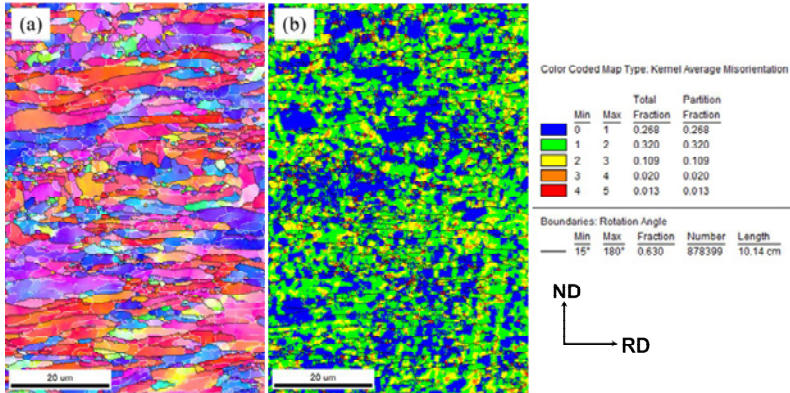 (a)
(b)
20 um
20 um
Color Coded Map Type: Kernel Average Misorientation
Total Partition
Min Max Fraction Fraction
0 1 0.268 0.268
1 2 0.320 0.320
2 3 0.109 0.109
3 4 0.020 0.020
4 5 0.013 0.013
Boundaries: Rotation Angle
Min Max Fraction Number Length
15° 180° 0.630 878399 10.14 cm
ND
RD